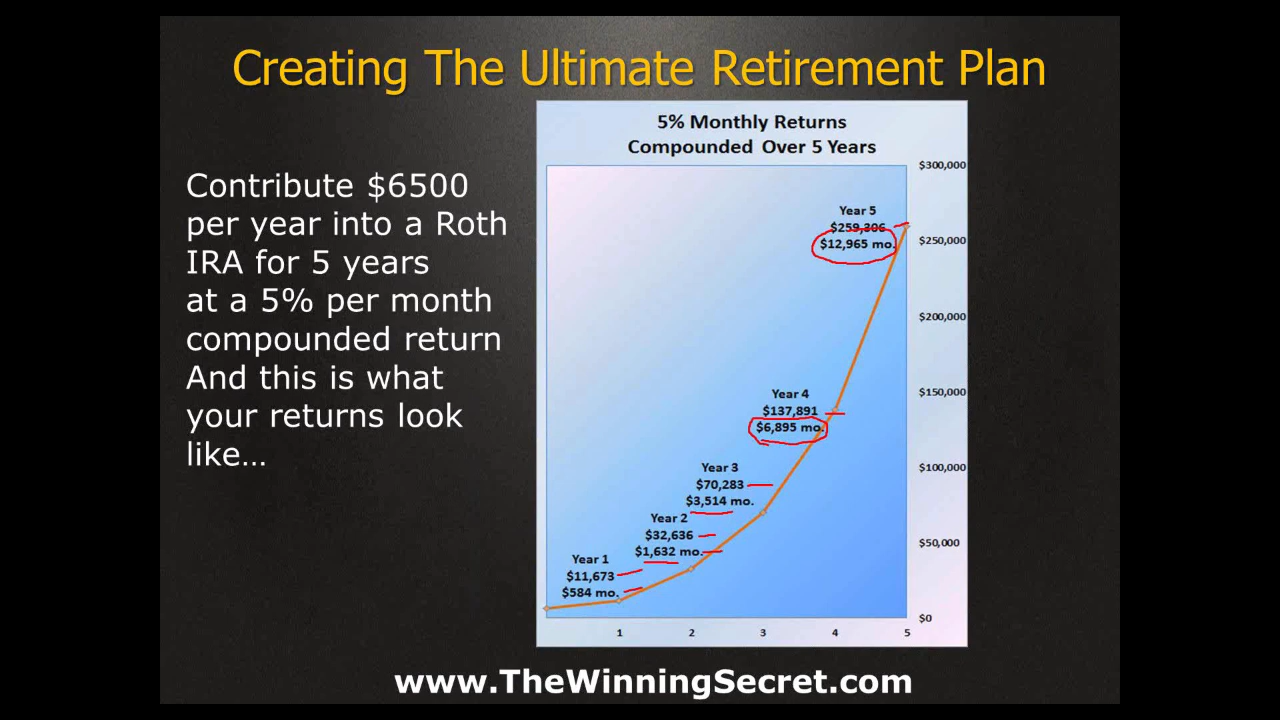 Creating The Ultimate Retirement Plan
Contribute $6500
per year into a Roth
IRA for 5 years
at a 5% per month
compounded return
And this is what
your returns look
like…
5% Monthly Returns
Compounded Over 5 Years
$300,000
$250,000
$200,000
$150,000
$100,000
$50,000
$0
Year 5
$259,306
$12,965 mo.
Year 4
$137,891
$6,895 mo.
Year 3
$70,283
$3,514 mo.
Year 2
$32,636
$1,632 mo.
Year 1
$11,673
$584 mo.
1 2 3 4 5
www.TheWinningSecret.com